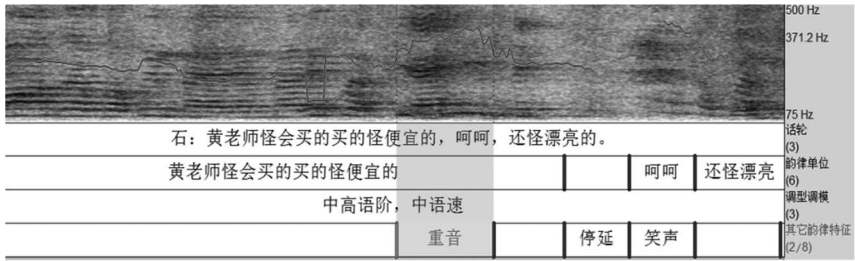 500 Hz
371.2 Hz
75 Hz
石：黄老师怪会买的买的怪便宜的，呵呵，还怪漂亮的。 话轮 (3)
黄老师怪会买的买的怪便宜的 呵呵 还怪漂亮 韵律单位 (6)
中高语阶，中语速 调型调模 (3)
重音 停延 笑声 其它韵律特征 (2/8)